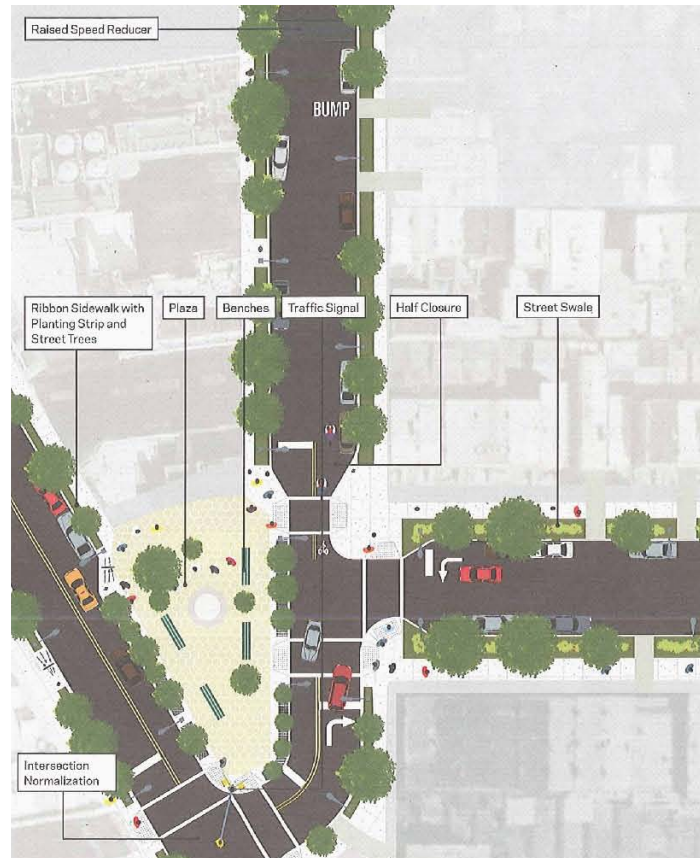 Raised Speed Reducer
BUMP
Ribbon Sidewalk with
Planting Strip and
Street Trees
Plaza
Benches
Traffic Signal
Half Closure
Street Swale
Intersection
Normalization